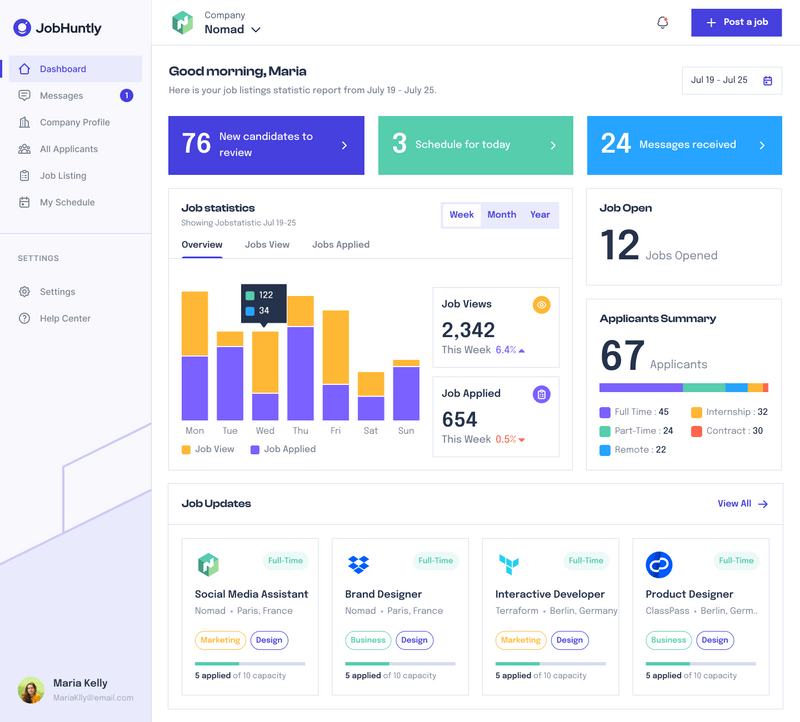 JobHuntly
Dashboard
Messages 1
Company Profile
All Applicants
Job Listing
My Schedule
SETTINGS
Settings
Help Center
Maria Kelly
MariaKlly@email.com
Company
Nomad
+ Post a job
Good morning, Maria
Here is your job listings statistic report from July 19 - July 25.
Jul 19 - Jul 25
76 New candidates to
review
3 Schedule for today
24 Messages received
Job statistics
Showing Jobstatistic Jul 19-25
Week Month Year
Overview Jobs View Jobs Applied
122
34
Mon Tue Wed Thu Fri Sat Sun
Job View Job Applied
Job Views
2,342
This Week 6.4%
Job Applied
654
This Week 0.5%
Job Open
12 Jobs Opened
Applicants Summary
67 Applicants
Full Time : 45 Internship : 32
Part-Time : 24 Contract : 30
Remote : 22
Job Updates
View All
Full-Time
Social Media Assistant
Nomad • Paris, France
Marketing Design
5 applied of 10 capacity
Full-Time
Brand Designer
Nomad • Paris, France
Business Design
5 applied of 10 capacity
Full-Time
Interactive Developer
Terraform • Berlin, Germany
Marketing Design
5 applied of 10 capacity
Full-Time
Product Designer
ClassPass • Berlin, Germ..
Business Design
5 applied of 10 capacity